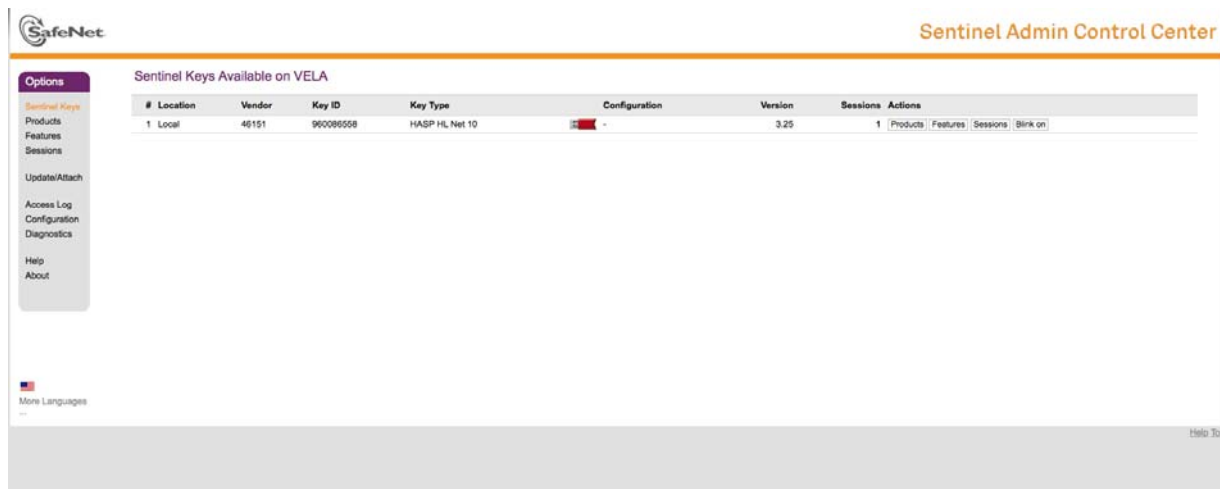 SafeNet
Sentinel Admin Control Center
Options
Sentinel Keys
Products
Features
Sessions
Update/Attach
Access Log
Configuration
Diagnostics
Help
About
More Languages
...
Sentinel Keys Available on VELA
# Location Vendor Key ID Key Type Configuration Version Sessions Actions
1 Local 46151 960086558 HASP HL Net 10 - 3.25 1 Products Features Sessions Blink on
Help To